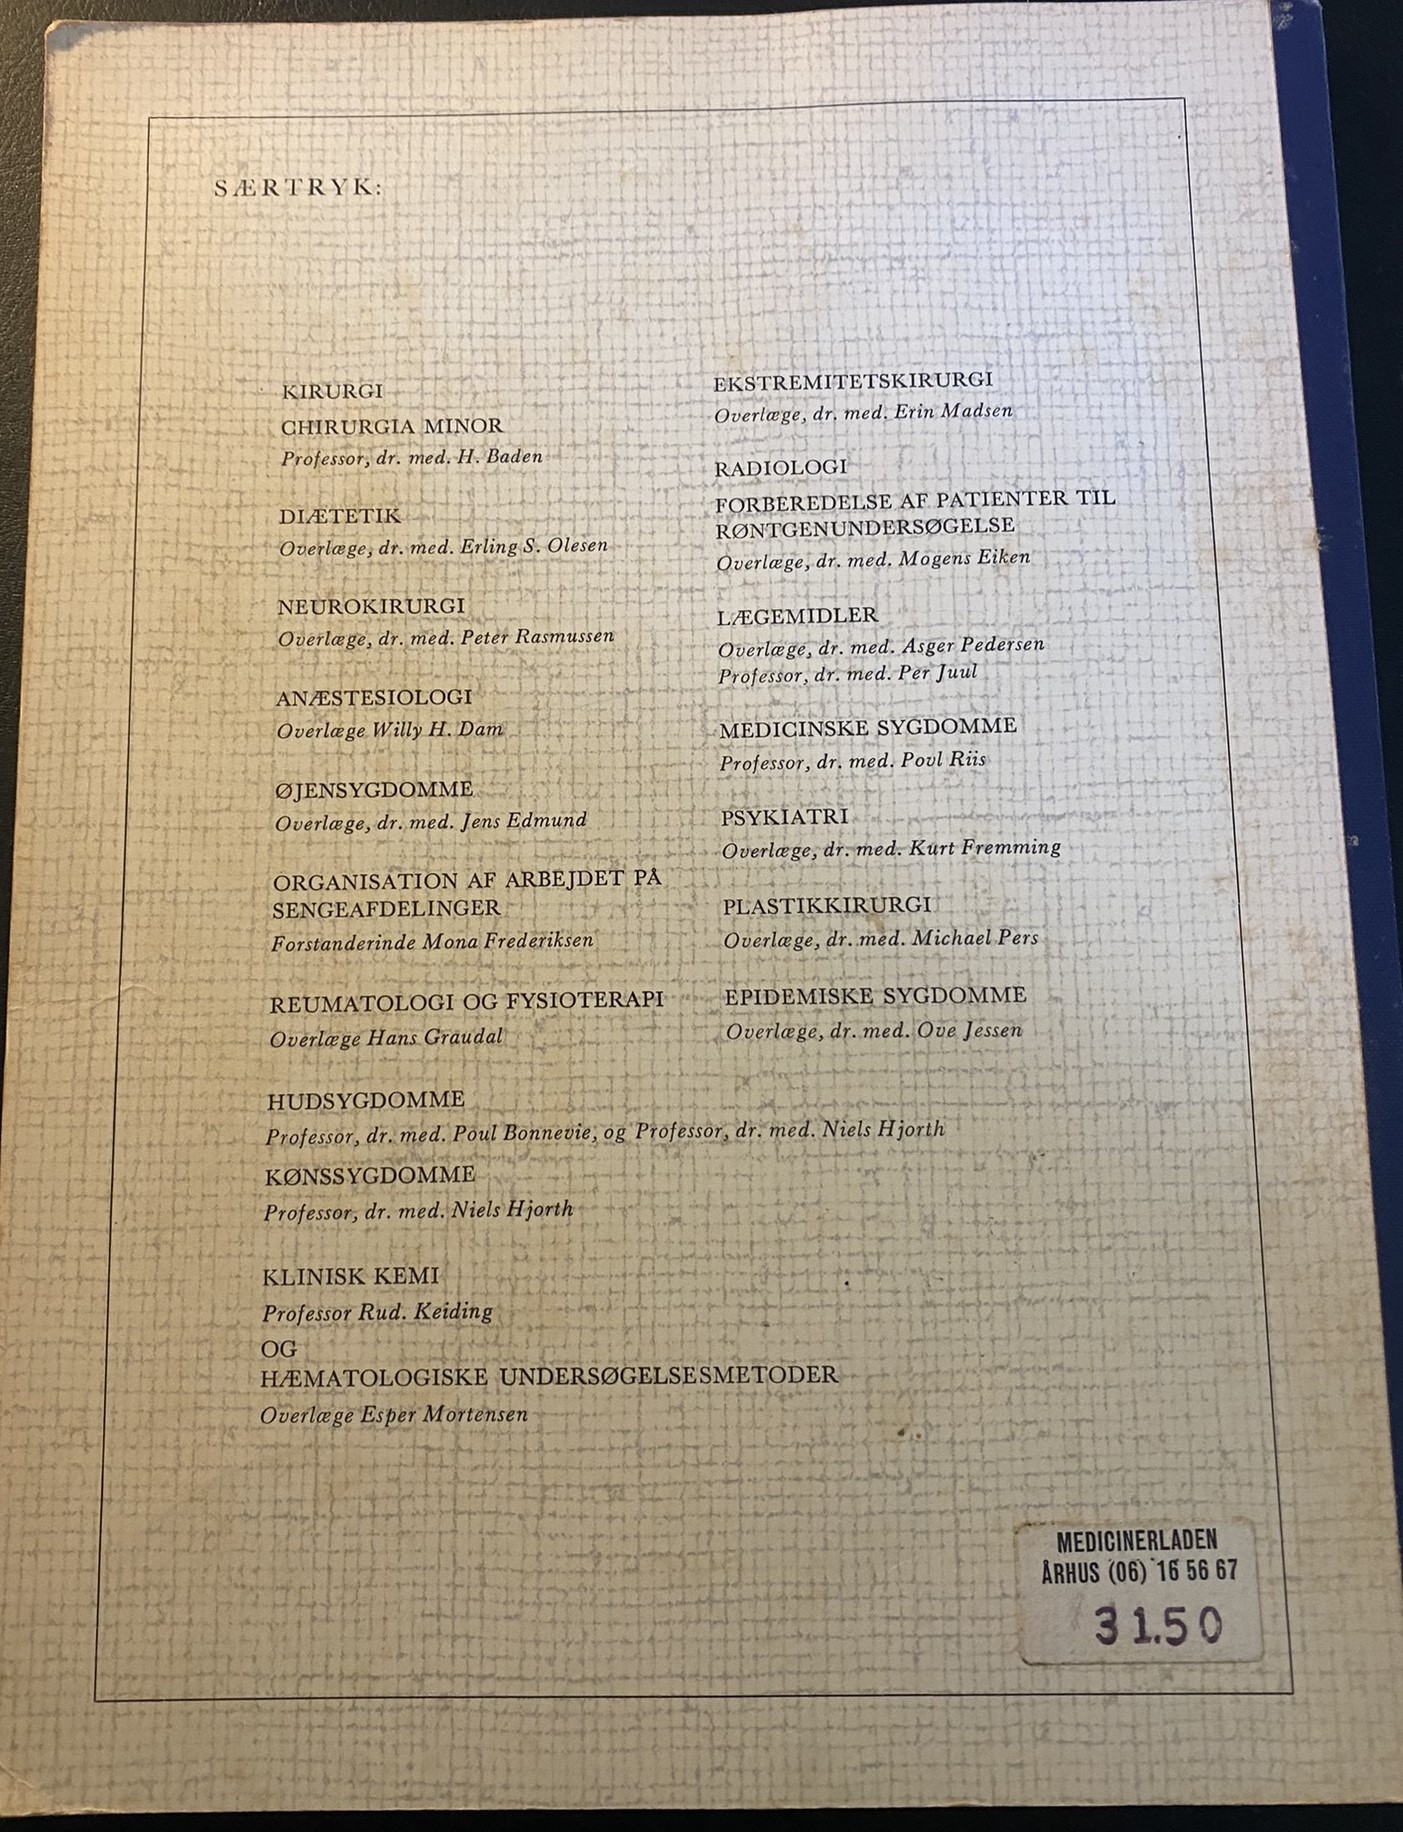 SÆRTRYK:
KIRURGI
CHIRURGIA MINOR
Professor, dr. med. H. Baden
DIÆTETIK
Overlæge, dr. med. Erling S. Olesen
NEUROKIRURGI
Overlæge, dr. med. Peter Rasmussen
ANÆSTESIOLOGI
Overlæge Willy H. Dam
ØJENSYGDOMME
Overlæge, dr. med. Jens Edmund
ORGANISATION AF ARBEJDET PÅ
SENGEAFDELINGER
Forstanderinde Mona Frederiksen
REUMATOLOGI OG FYSIOTERAPI
Overlæge Hans Graudal
EKSTREMITETSKIRURGI
Overlæge, dr. med. Erin Madsen
RADIOLOGI
FORBEREDELSE AF PATIENTER TIL
RØNTGENUNDERSØGELSE
Overlæge, dr. med. Mogens Eiken
LÆGEMIDLER
Overlæge, dr. med. Asger Pedersen
Professor, dr. med. Per Juul
MEDICINSKE SYGDOMME
Professor, dr. med. Povl Riis
PSYKIATRI
Overlæge, dr. med. Kurt Fremming
PLASTIKKIRURGI
Overlæge, dr. med. Michael Pers
EPIDEMISKE SYGDOMME
Overlæge, dr. med. Ove Jessen
HUDSYGDOMME
Professor, dr. med. Poul Bonnevie, og Professor, dr. med. Niels Hjorth
KØNSSYGDOMME
Professor, dr. med. Niels Hjorth
KLINISK KEMI
Professor Rud. Keiding
OG
HÆMATOLOGISKE UNDERSØGELSESMETODER
Overlæge Esper Mortensen
MEDICINERLADEN
ÅRHUS (06) 16 56 67
31.50